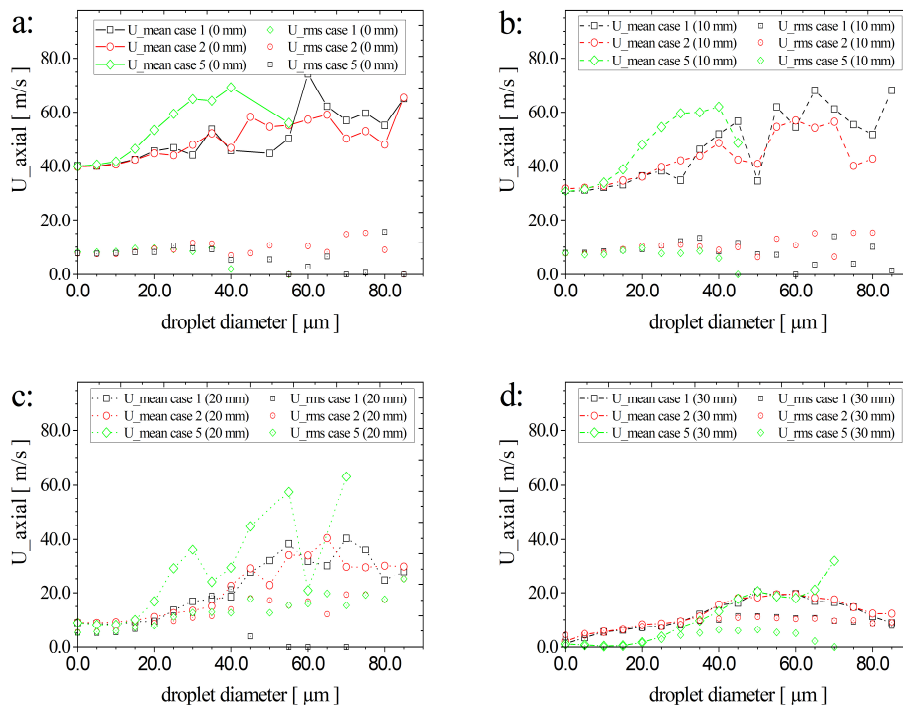 a:
U_mean case 1 (0 mm) U_rms case 1 (0 mm)
U_mean case 2 (0 mm) U_rms case 2 (0 mm)
U_mean case 5 (0 mm) U_rms case 5 (0 mm)
80.0
60.0
40.0
20.0
0.0
U_axial [ m/s ]
0.0 20.0 40.0 60.0 80.0
droplet diameter [ µm ]
b:
U_mean case 1 (10 mm) U_rms case 1 (10 mm)
U_mean case 2 (10 mm) U_rms case 2 (10 mm)
U_mean case 5 (10 mm) U_rms case 5 (10 mm)
80.0
60.0
40.0
20.0
0.0
U_axial [ m/s ]
0.0 20.0 40.0 60.0 80.0
droplet diameter [ µm ]
c:
U_mean case 1 (20 mm) U_rms case 1 (20 mm)
U_mean case 2 (20 mm) U_rms case 2 (20 mm)
U_mean case 5 (20 mm) U_rms case 5 (20 mm)
80.0
60.0
40.0
20.0
0.0
U_axial [ m/s ]
0.0 20.0 40.0 60.0 80.0
droplet diameter [ µm ]
d:
U_mean case 1 (30 mm) U_rms case 1 (30 mm)
U_mean case 2 (30 mm) U_rms case 2 (30 mm)
U_mean case 5 (30 mm) U_rms case 5 (30 mm)
80.0
60.0
40.0
20.0
0.0
U_axial [ m/s ]
0.0 20.0 40.0 60.0 80.0
droplet diameter [ µm ]